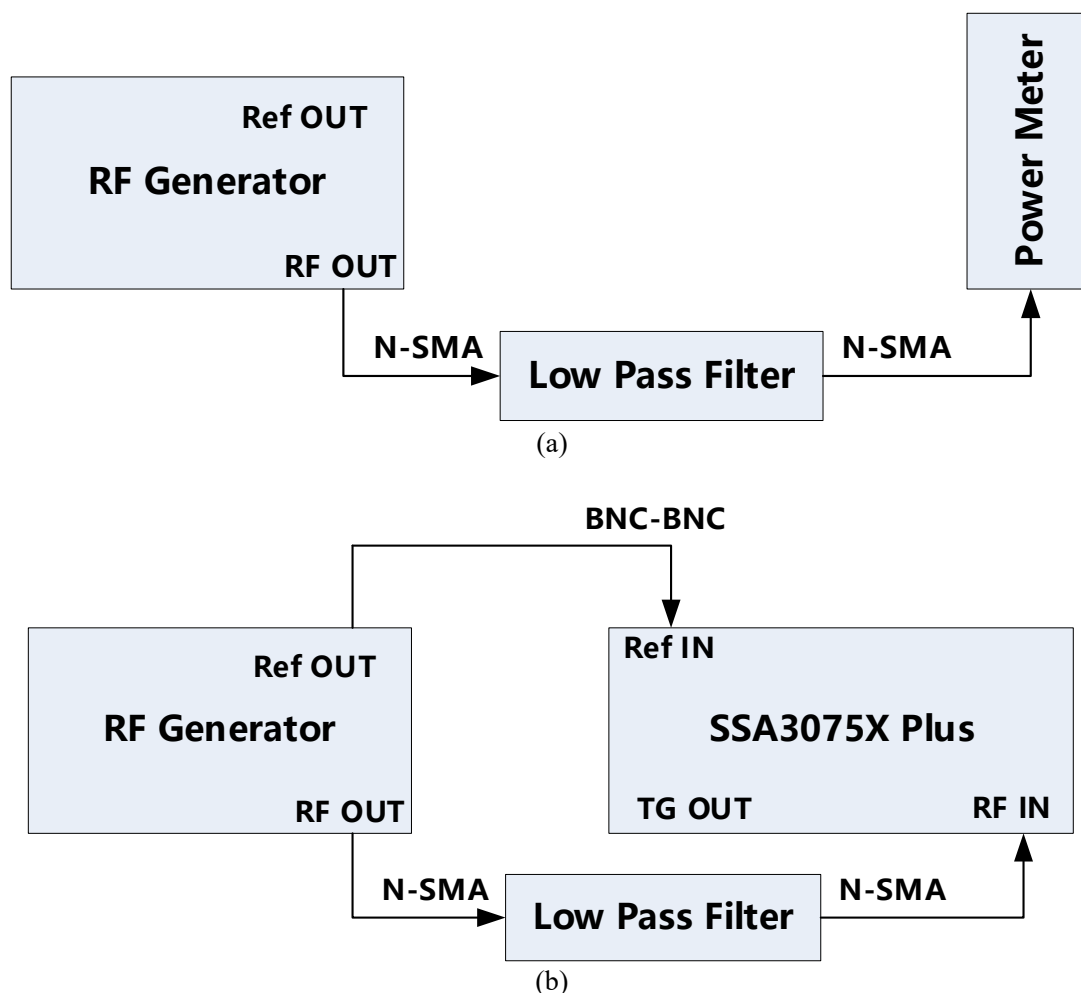 Ref OUT
RF Generator
RF OUT
Power Meter
N-SMA
Low Pass Filter
N-SMA
(a)
BNC-BNC
Ref OUT
RF Generator
RF OUT
Ref IN
SSA3075X Plus
TG OUT
RF IN
N-SMA
Low Pass Filter
N-SMA
(b)